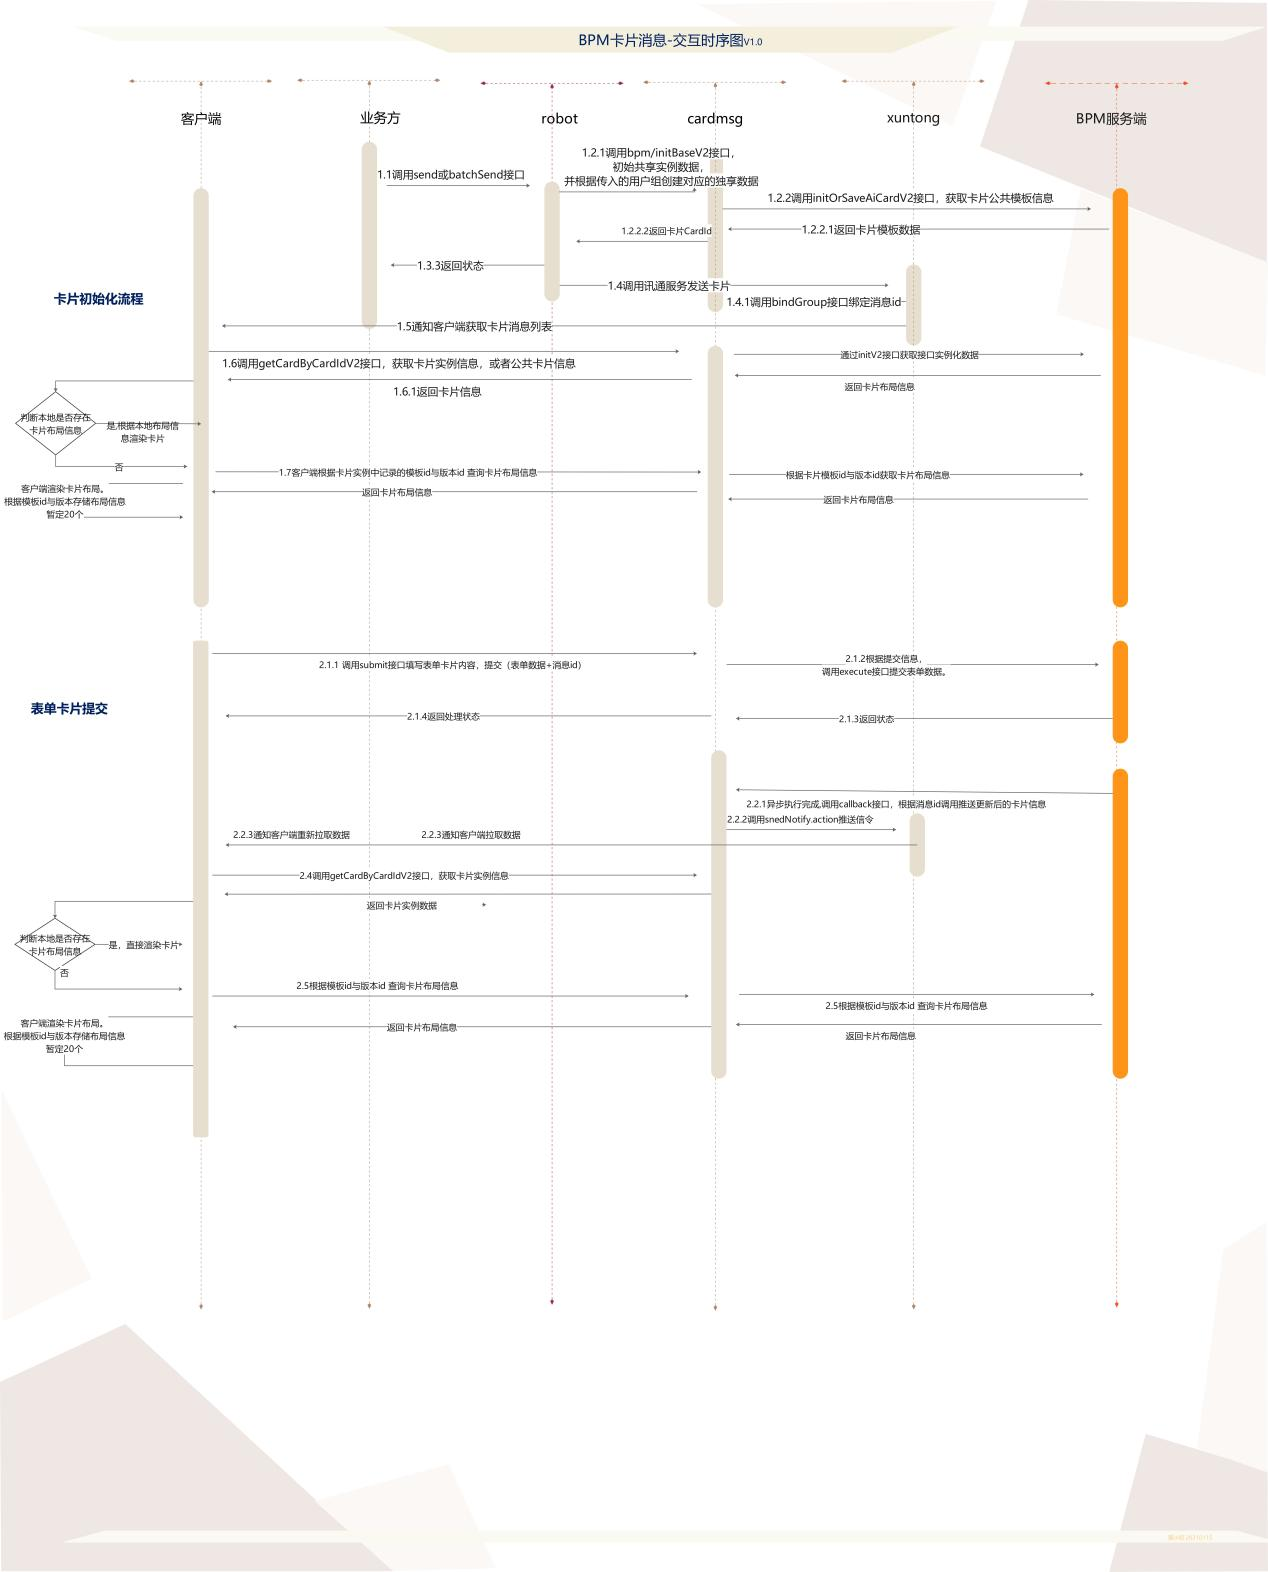 BPM卡片消息-交互时序图V1.0
客户端
业务方
robot
cardmsg
xuntong
BPM服务端
1.2.1调用bpm/initBaseV2接口，
初始共享实例数据，
并根据传入的用户组创建对应的独享数据
1.1调用send或batchSend接口
1.2.2调用initOrSaveAiCardV2接口，获取卡片公共模板信息
1.2.2.2返回卡片CardId
1.2.2.1返回卡片模板数据
1.3.3返回状态
1.4调用讯通服务发送卡片
卡片初始化流程
1.4.1调用bindGroup接口绑定消息id
1.5通知客户端获取卡片消息列表
通过initV2接口获取接口实例化数据
1.6调用getCardByCardIdV2接口，获取卡片实例信息，或者公共卡片信息
返回卡片布局信息
1.6.1返回卡片信息
判断本地是否存在
卡片布局信息
是,根据本地布局信
息渲染卡片
否
1.7客户端根据卡片实例中记录的模板id与版本id 查询卡片布局信息
根据卡片模板id与版本id获取卡片布局信息
客户端渲染卡片布局。
根据模板id与版本存储布局信息
暂定20个
返回卡片布局信息
返回卡片布局信息
2.1.1 调用submit接口填写表单卡片内容，提交（表单数据+消息id）
2.1.2根据提交信息，
调用execute接口提交表单数据。
表单卡片提交
2.1.4返回处理状态
2.1.3返回状态
2.2.1异步执行完成,调用callback接口，根据消息id调用推送更新后的卡片信息
2.2.2调用snedNotify.action推送信令
2.2.3通知客户端重新拉取数据
2.2.3通知客户端拉取数据
2.4调用getCardByCardIdV2接口，获取卡片实例信息
返回卡片实例数据
判断本地是否存在
卡片布局信息
是，直接渲染卡片
否
2.5根据模板id与版本id 查询卡片布局信息
2.5根据模板id与版本id 查询卡片布局信息
客户端渲染卡片布局。
根据模板id与版本存储布局信息
暂定20个
返回卡片布局信息
返回卡片布局信息